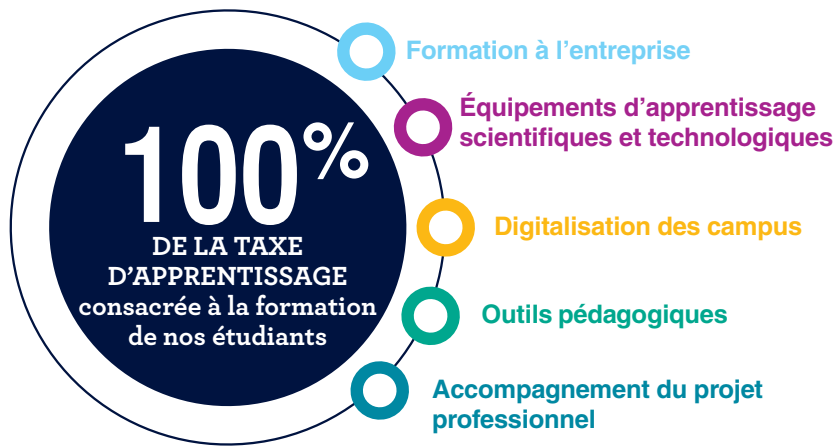 100%
DE LA TAXE
D’APPRENTISSAGE
consacrée à la formation
de nos étudiants
Formation à l’entreprise
Équipements d’apprentissage
scientifiques et technologiques
Digitalisation des campus
Outils pédagogiques
Accompagnement du projet
professionnel